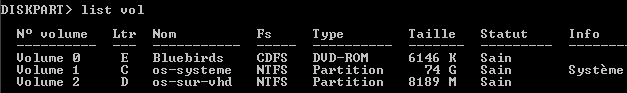 DISKPART> list vol
N° volume Ltr Nom Fs Type Taille Statut Info
Volume 0 E Bluebirds CDFS DVD-ROM 6146 K Sain
Volume 1 C os-systeme NTFS Partition 74 G Sain Système
Volume 2 D os-sur-vhd NTFS Partition 8189 M Sain